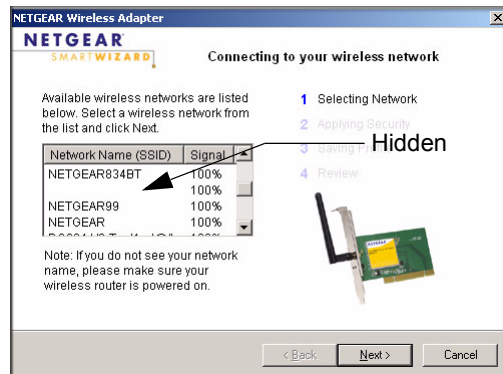 NETGEAR Wireless Adapter
NETGEAR
SMARTWIZARD
Connecting to your wireless network
Available wireless networks are listed
below. Select a wireless network from
the list and click Next.
Network Name (SSID) Signal
NETGEAR834BT 100%
100%
NETGEAR99 100%
NETGEAR 100%
Note: If you do not see your network
name, please make sure your
wireless router is powered on.
1 Selecting Network
2 Applying Security
3 Saving
4 Review
Hidden
NETGEAR
< Back
Next >
Cancel